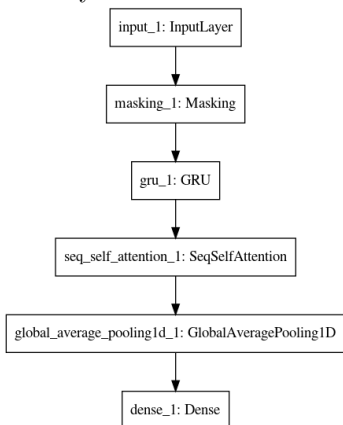 input_1: InputLayer
masking_1: Masking
gru_1: GRU
seq_self_attention_1: SeqSelfAttention
global_average_pooling1d_1: GlobalAveragePooling1D
dense_1: Dense